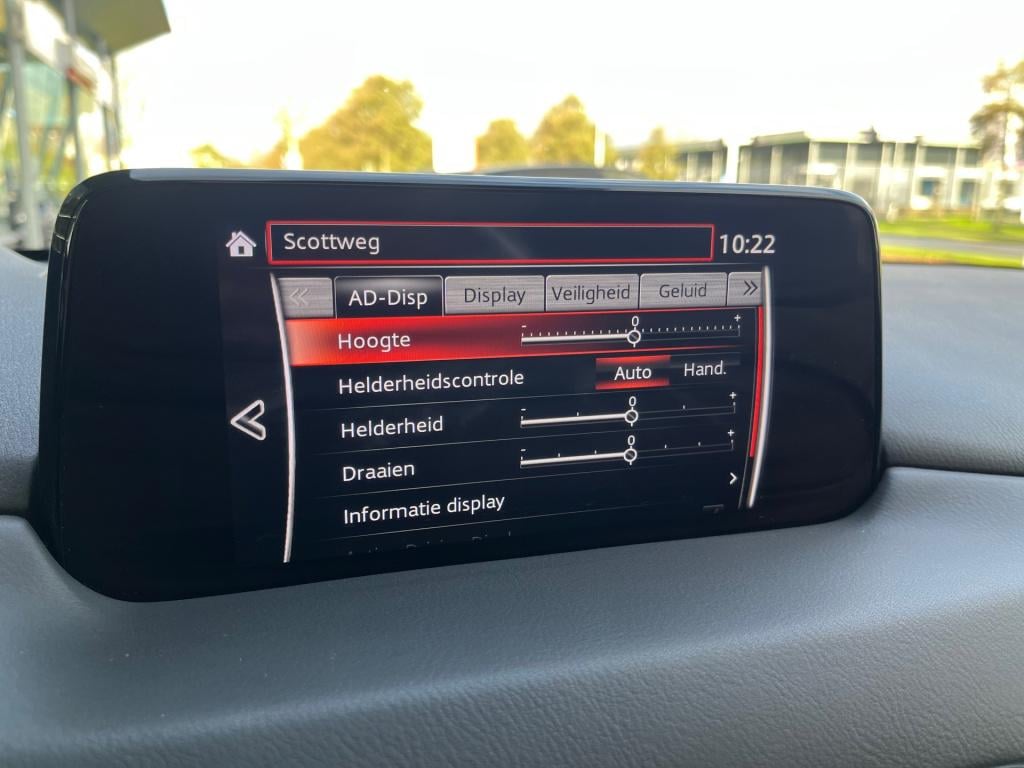 Scottweg 10:22
« AD-Disp Display Veiligheid Geluid »
Hoogte - 0 +
Helderheidscontrole Auto Hand.
Helderheid - 0 +
Draaien - 0 +
Informatie display >